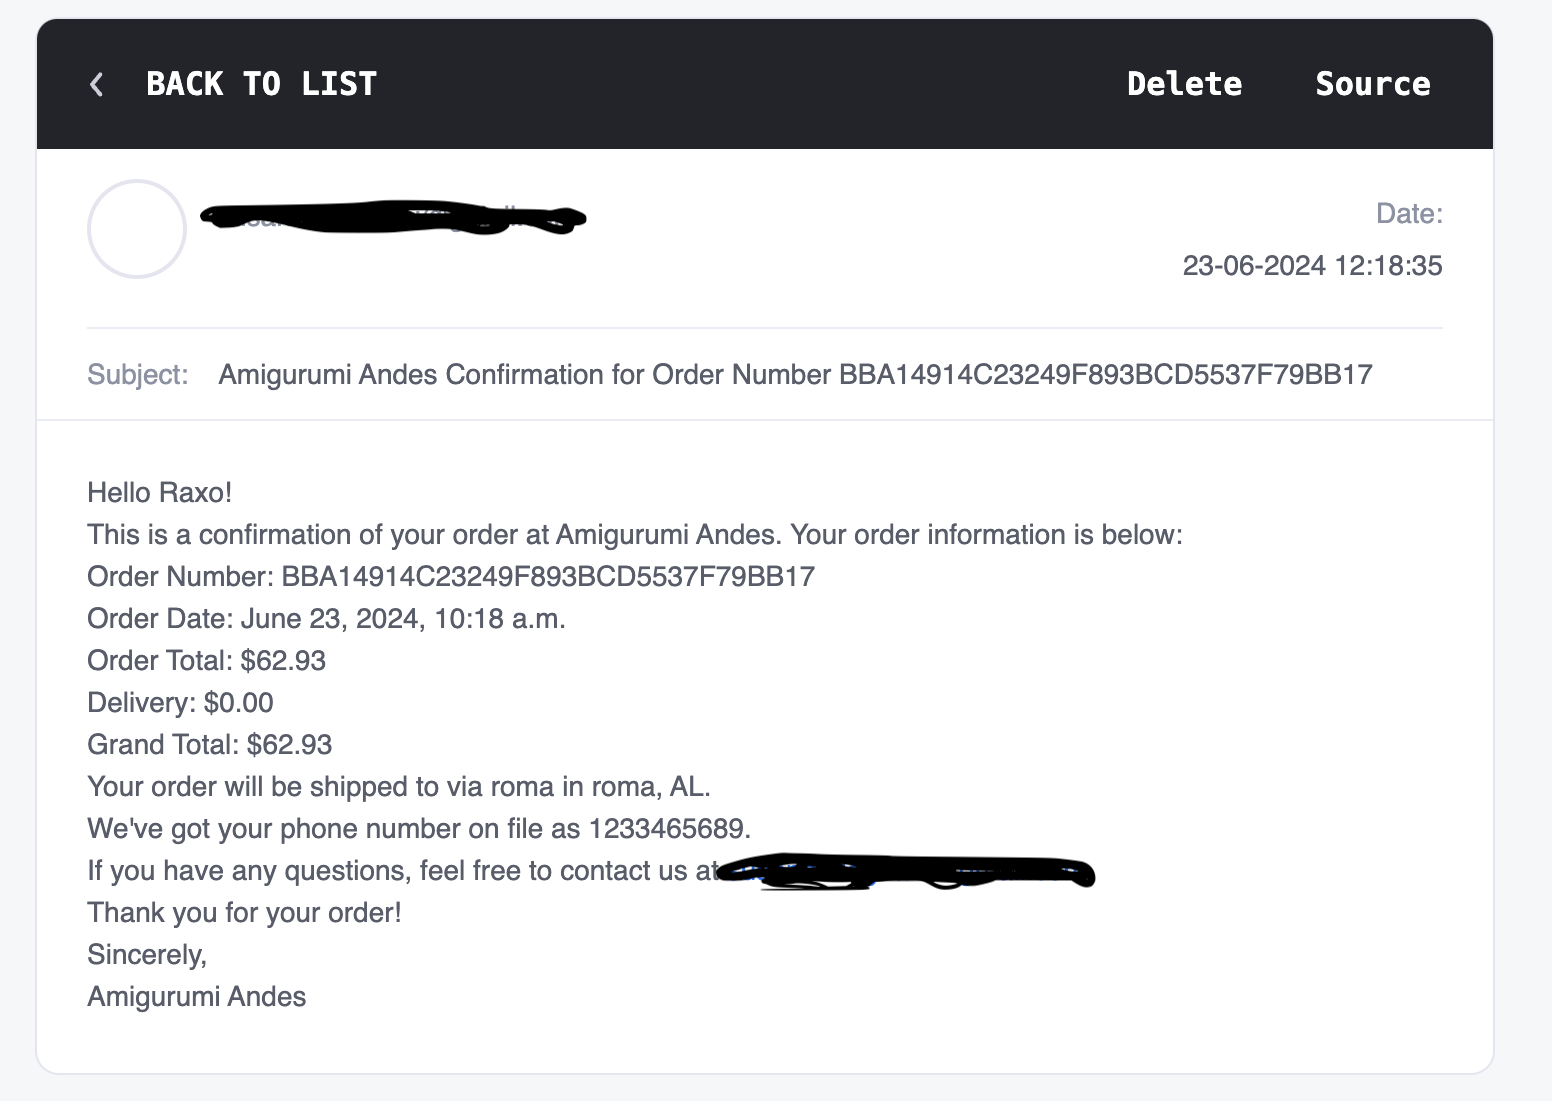 BACK TO LIST
Delete
Source
Date:
23-06-2024 12:18:35
Subject: Amigurumi Andes Confirmation for Order Number BBA14914C23249F893BCD5537F79BB17
Hello Raxo!
This is a confirmation of your order at Amigurumi Andes. Your order information is below:
Order Number: BBA14914C23249F893BCD5537F79BB17
Order Date: June 23, 2024, 10:18 a.m.
Order Total: $62.93
Delivery: $0.00
Grand Total: $62.93
Your order will be shipped to via roma in roma, AL.
We've got your phone number on file as 1233465689.
If you have any questions, feel free to contact us at
Thank you for your order!
Sincerely,
Amigurumi Andes